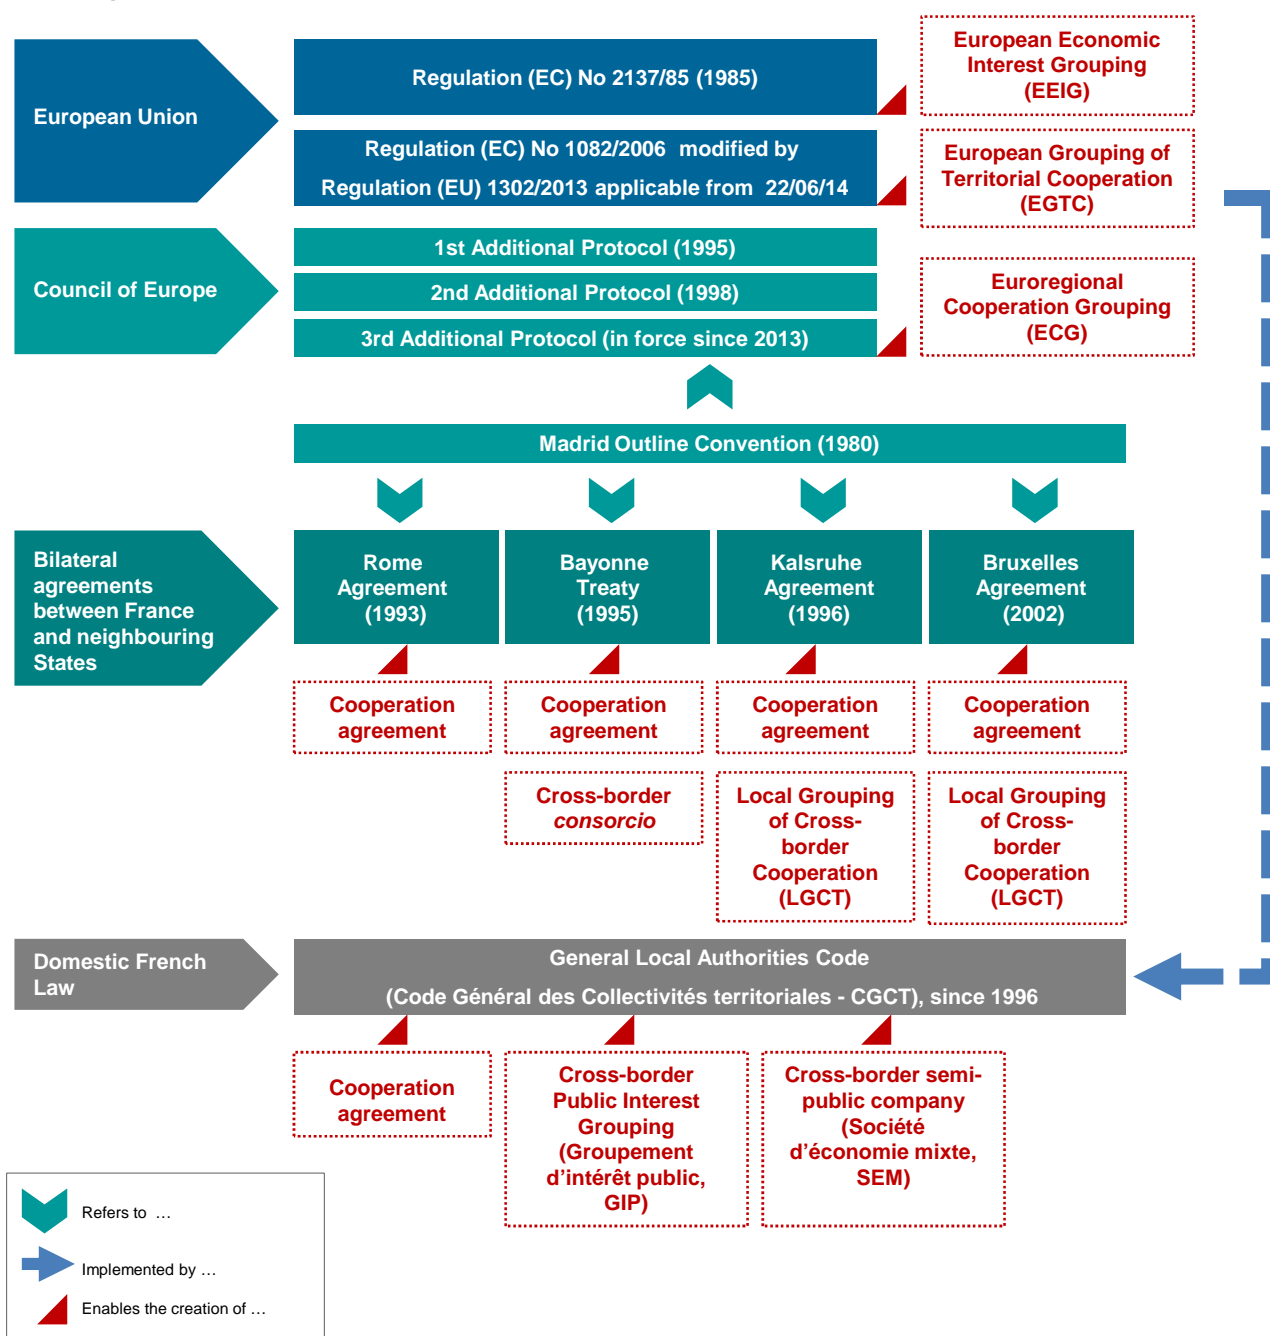 European Union
Regulation (EC) No 2137/85 (1985)
European Economic
Interest Grouping
(EEIG)
Regulation (EC) No 1082/2006 modified by
Regulation (EU) 1302/2013 applicable from 22/06/14
European Grouping of
Territorial Cooperation
(EGTC)
Council of Europe
1st Additional Protocol (1995)
2nd Additional Protocol (1998)
3rd Additional Protocol (in force since 2013)
Euroregional
Cooperation Grouping
(ECG)
Madrid Outline Convention (1980)
Bilateral
agreements
between France
and neighbouring
States
Rome
Agreement
(1993)
Bayonne
Treaty
(1995)
Kalsruhe
Agreement
(1996)
Bruxelles
Agreement
(2002)
Cooperation
agreement
Cooperation
agreement
Cooperation
agreement
Cooperation
agreement
Cross-border
consorcio
Local Grouping
of Cross-
border
Cooperation
(LGCT)
Local Grouping
of Cross-
border
Cooperation
(LGCT)
Domestic French
Law
General Local Authorities Code
(Code Général des Collectivités territoriales - CGCT), since 1996
Cooperation
agreement
Cross-border
Public Interest
Grouping
(Groupement
d'intérêt public,
GIP)
Cross-border semi-
public company
(Société
d'économie mixte,
SEM)
Refers to …
Implemented by …
Enables the creation of …